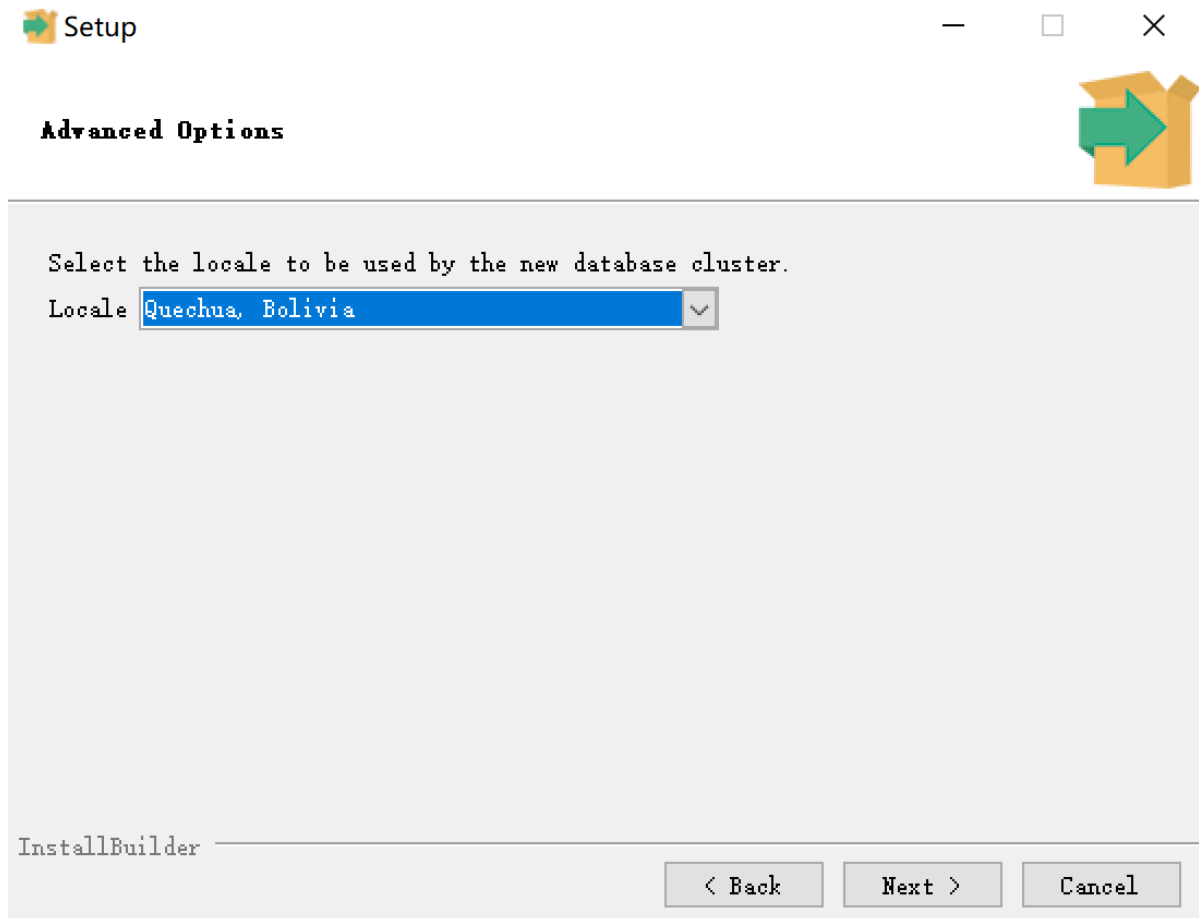 Setup
Advanced Options
Select the locale to be used by the new database cluster.
Locale Quechua, Bolivia
InstallBuilder
< Back Next > Cancel